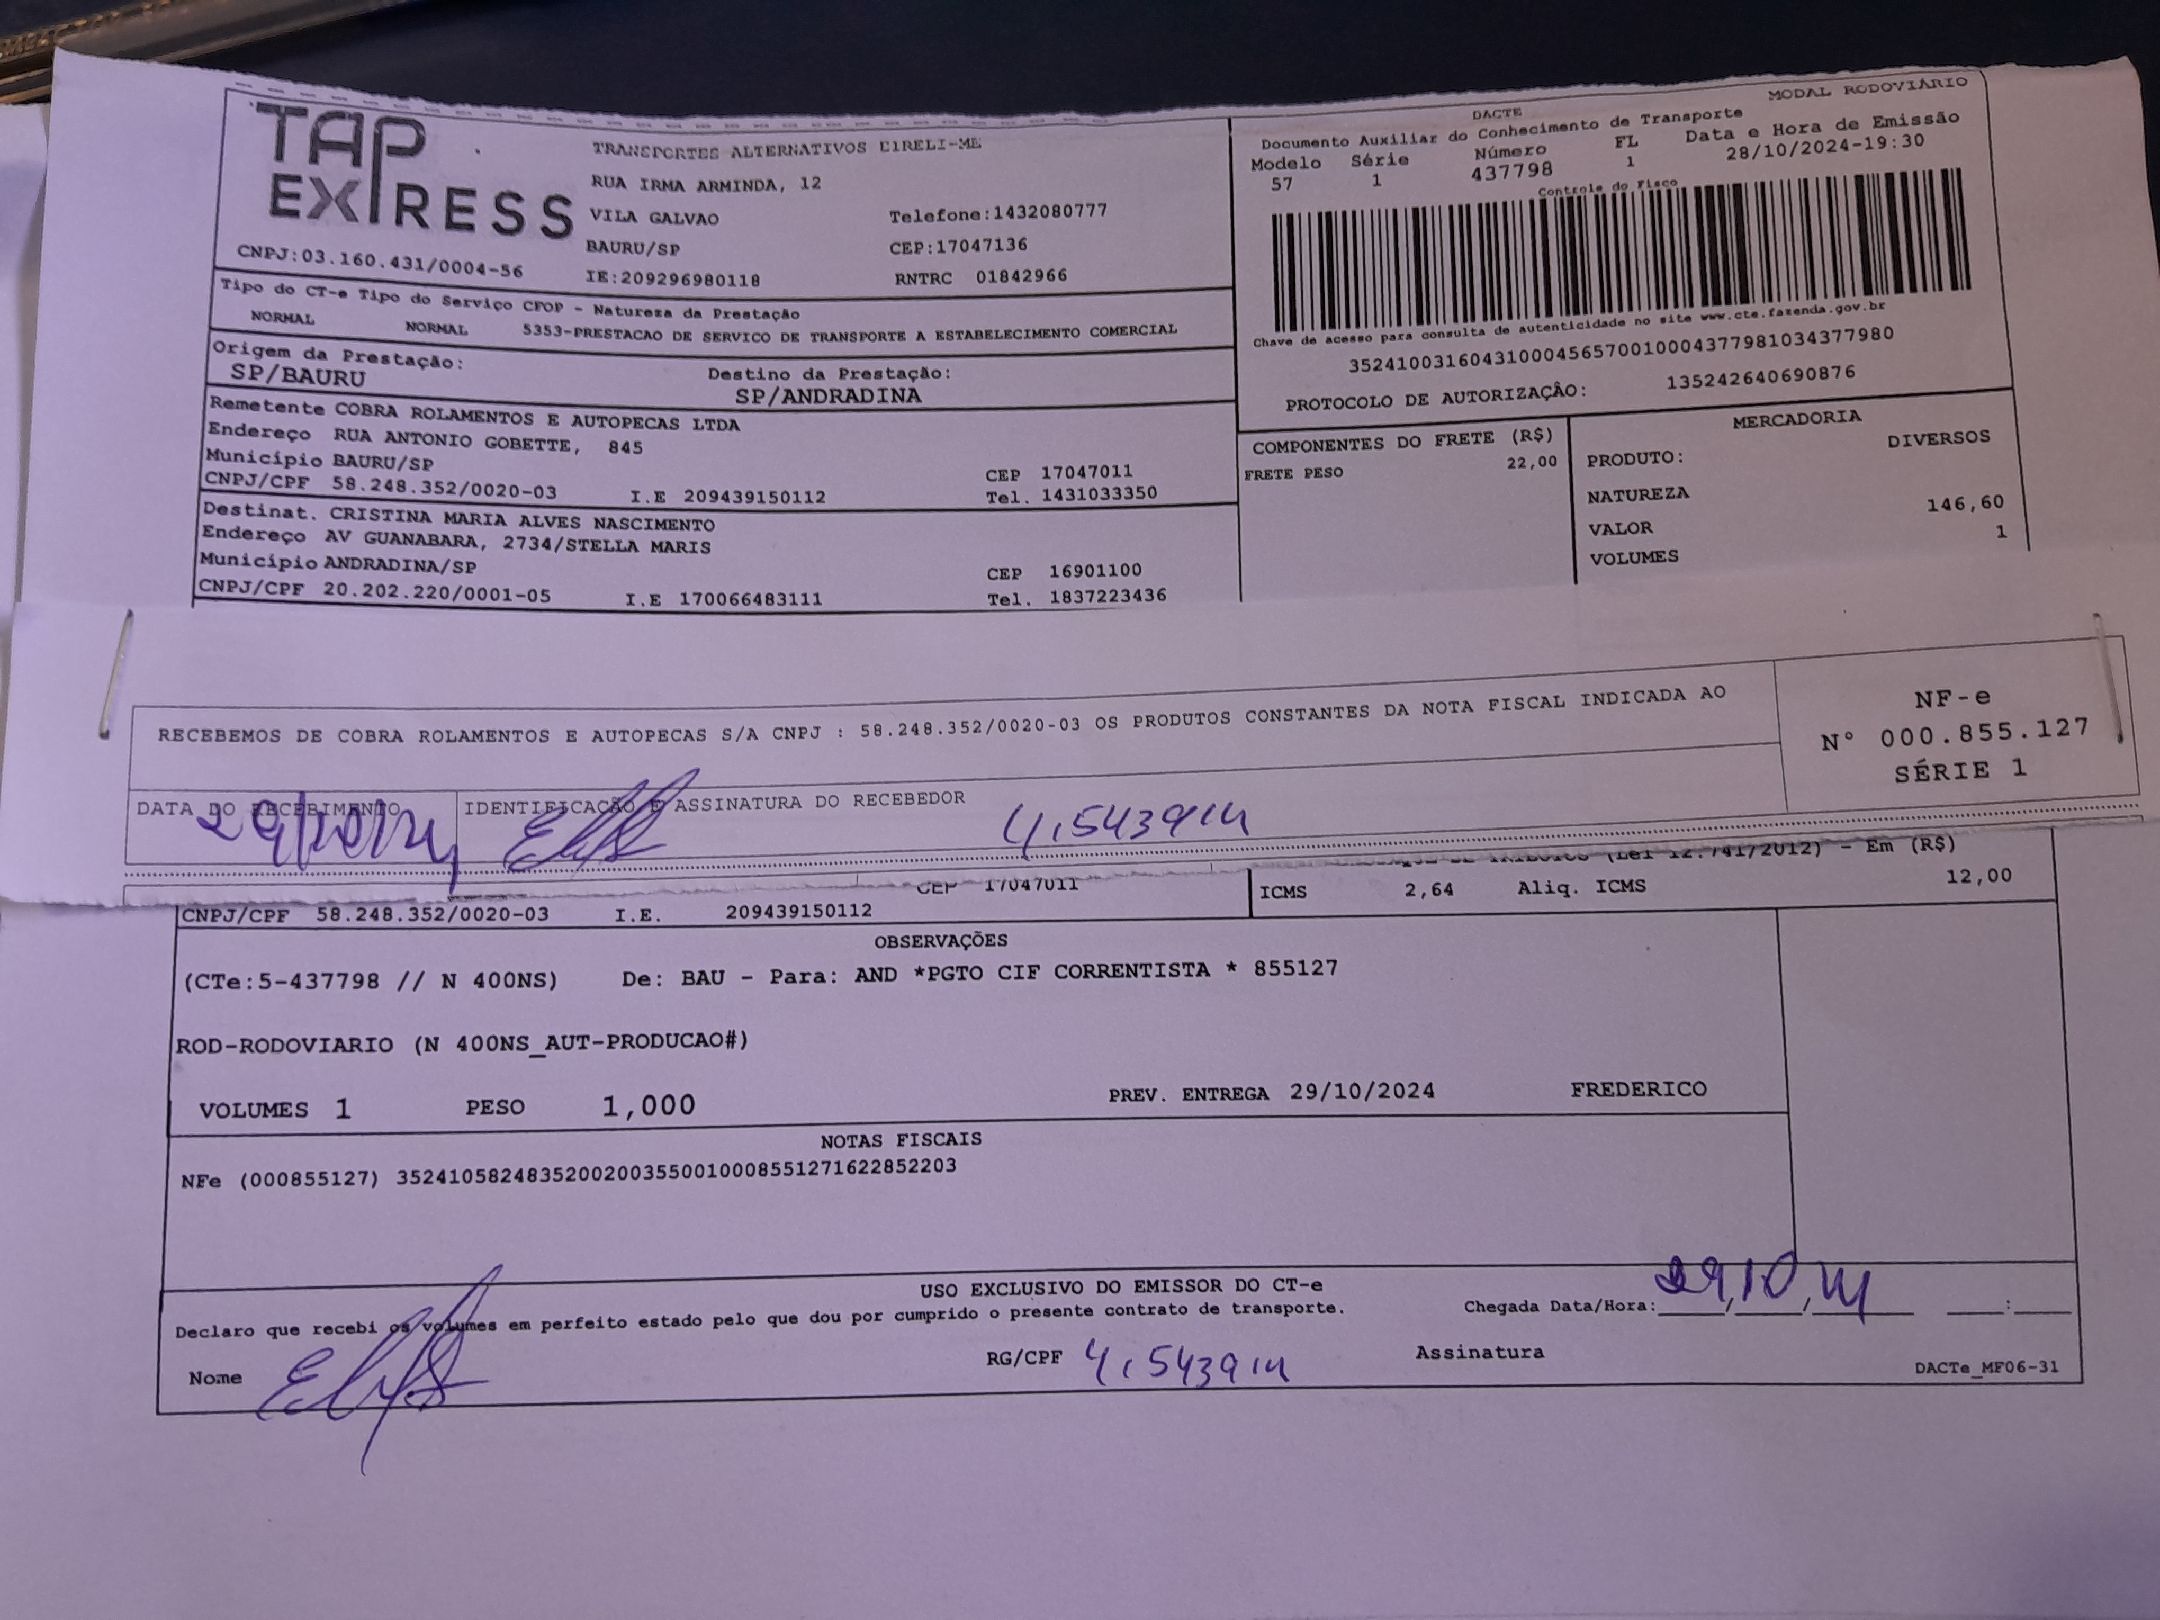 TAP
EXPRESS
CNPJ:03.160.431/0004-56
TRANSPORTES ALTERNATIVOS EIRELI-ME
RUA IRMA ARMINDA, 12
VILA GALVAO Telefone:1432080777
BAURU/SP CEP:17047136
IE:209296980118 RNTRC 01842966
MODAL RODOVIÁRIO
DACTE
Documento Auxiliar do Conhecimento de Transporte
Modelo Série Número FL Data e Hora de Emissão
57 1 437798 1 28/10/2024-19:30
Controle do Fisco
Chave de acesso para consulta de autenticidade no site www.cte.fazenda.gov.br
35241003160431000456570010004377981034377980
PROTOCOLO DE AUTORIZAÇÂO: 135242640690876
Tipo do CT-e Tipo do Serviço CFOP - Natureza da Prestação
NORMAL NORMAL 5353-PRESTACAO DE SERVICO DE TRANSPORTE A ESTABELECIMENTO COMERCIAL
Origem da Prestação: Destino da Prestação:
SP/BAURU SP/ANDRADINA
Remetente COBRA ROLAMENTOS E AUTOPECAS LTDA
Endereço RUA ANTONIO GOBETTE, 845
Município BAURU/SP CEP 17047011
CNPJ/CPF 58.248.352/0020-03 I.E 209439150112 Tel. 1431033350
Destinat. CRISTINA MARIA ALVES NASCIMENTO
Endereço AV GUANABARA, 2734/STELLA MARIS
Município ANDRADINA/SP CEP 16901100
CNPJ/CPF 20.202.220/0001-05 I.E 170066483111 Tel. 1837223436
COMPONENTES DO FRETE (R$)
FRETE PESO 22,00
MERCADORIA
PRODUTO: DIVERSOS
NATUREZA
VALOR 146,60
VOLUMES 1
RECEBEMOS DE COBRA ROLAMENTOS E AUTOPECAS S/A CNPJ : 58.248.352/0020-03 OS PRODUTOS CONSTANTES DA NOTA FISCAL INDICADA AO
NF-e
N° 000.855.127
SÉRIE 1
DATA DO RECEBIMENTO IDENTIFICAÇÃO E ASSINATURA DO RECEBEDOR
(Lei 12.741/2012) - Em (R$)
CEP 17047011
ICMS 2,64 Aliq. ICMS 12,00
CNPJ/CPF 58.248.352/0020-03 I.E. 209439150112
OBSERVAÇÕES
(CTe:5-437798 // N 400NS) De: BAU - Para: AND *PGTO CIF CORRENTISTA * 855127
ROD-RODOVIARIO (N 400NS_AUT-PRODUCAO#)
VOLUMES 1 PESO 1,000 PREV. ENTREGA 29/10/2024 FREDERICO
NOTAS FISCAIS
NFe (000855127) 35241058248352002003550010008551271622852203
USO EXCLUSIVO DO EMISSOR DO CT-e
Declaro que recebi os volumes em perfeito estado pelo que dou por cumprido o presente contrato de transporte. Chegada Data/Hora:
Nome RG/CPF Assinatura
DACTe_MF06-31